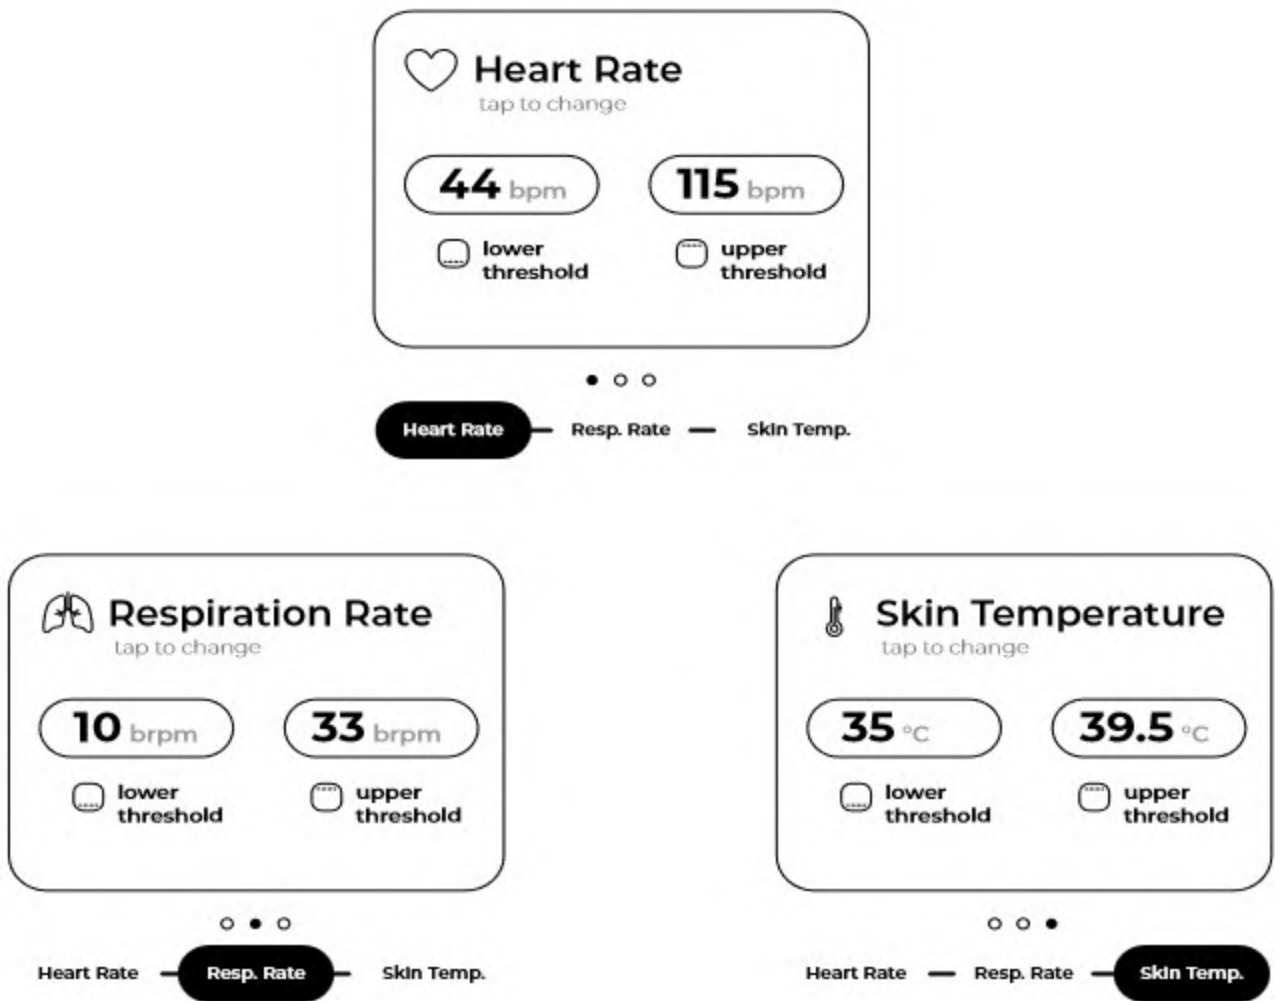 Heart Rate
tap to change
44 bpm
115 bpm
lower
threshold
upper
threshold
Heart Rate
Resp. Rate
Skin Temp.
Respiration Rate
tap to change
10 brpm
33 brpm
lower
threshold
upper
threshold
Heart Rate
Resp. Rate
Skin Temp.
Skin Temperature
tap to change
35 °C
39.5 °C
lower
threshold
upper
threshold
Heart Rate
Resp. Rate
Skin Temp.